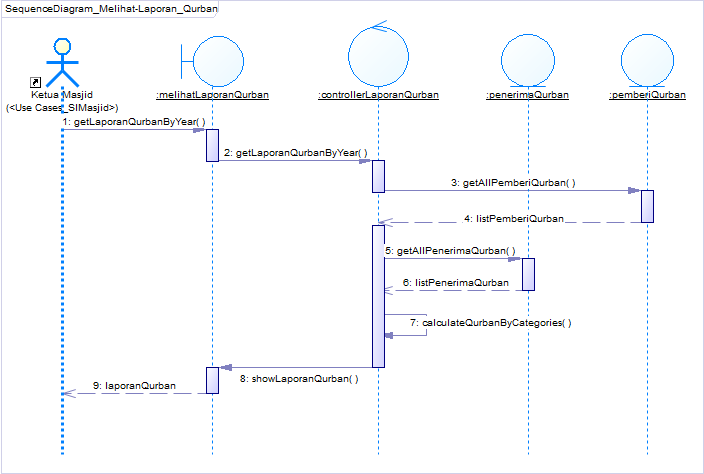 SequenceDiagram_Melihat-Laporan_Qurban
Ketua Masjid
(<Use Cases_SIMasjid>)
:melihatLaporanQurban
:controllerLaporanQurban
:penerimaQurban
:pemberiQurban
1: getLaporanQurbanByYear( )
2: getLaporanQurbanByYear( )
3: getAllPemberiQurban( )
4: listPemberiQurban
5: getAllPenerimaQurban( )
6: listPenerimaQurban
7: calculateQurbanByCategories( )
8: showLaporanQurban( )
9: laporanQurban